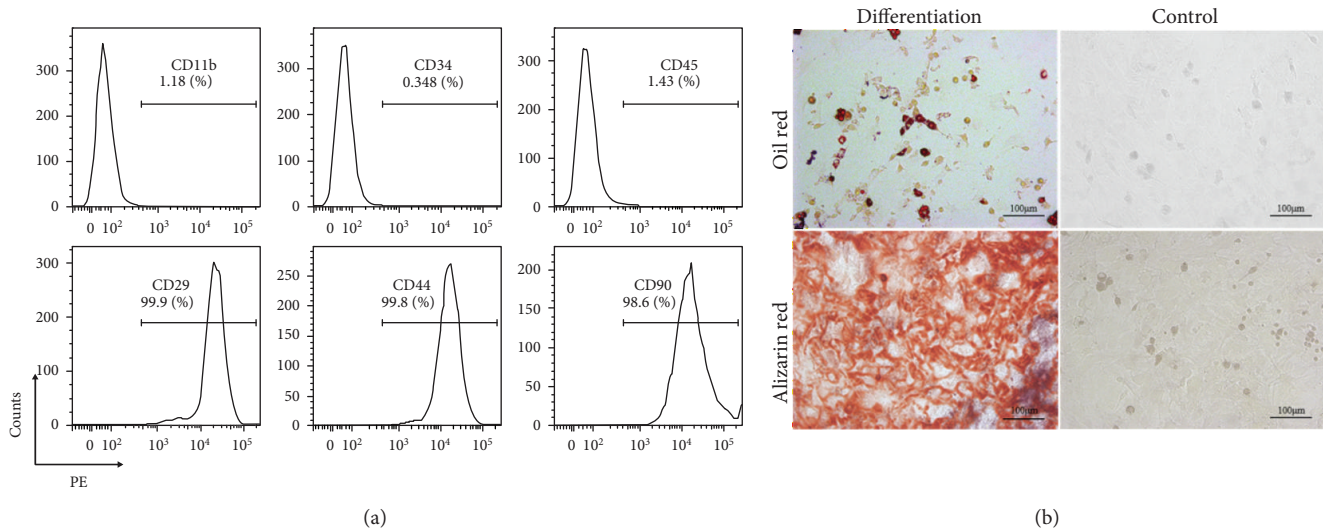 Differentiation
Control
CD11b
1.18 (%)
300
200
100
0
0 10² 10³ 10⁴ 10⁵
CD34
0.348 (%)
300
200
100
0
0 10² 10³ 10⁴ 10⁵
CD45
1.43 (%)
300
250
200
150
100
50
0
0 10² 10³ 10⁴ 10⁵
CD29
99.9 (%)
300
200
100
0
0 10² 10³ 10⁴ 10⁵
CD44
99.8 (%)
250
200
150
100
50
0
0 10² 10³ 10⁴ 10⁵
CD90
98.6 (%)
200
150
100
50
0
0 10² 10³ 10⁴ 10⁵
Counts
PE
(a)
Oil red
100μm
100μm
Alizarin red
100μm
100μm
(b)